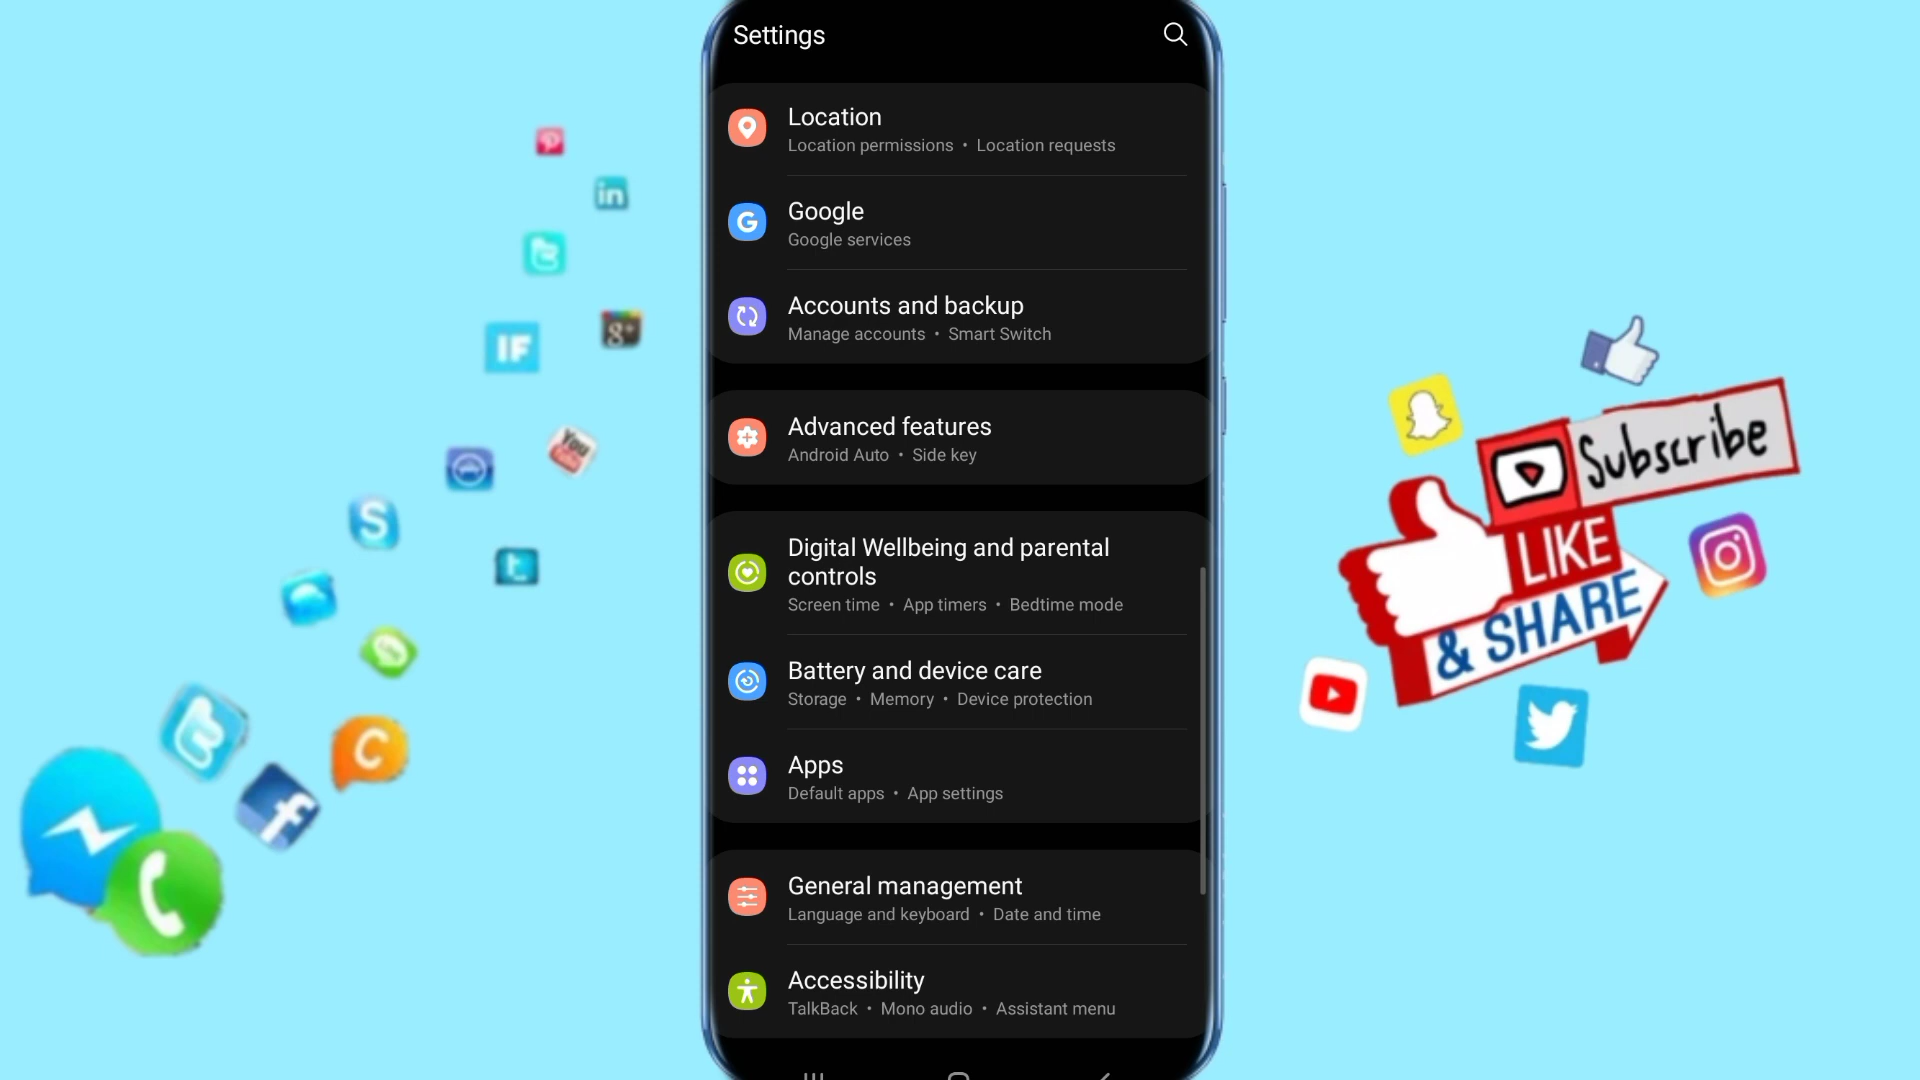 Settings
Location
Location permissions • Location requests
Google
Google services
Accounts and backup
Manage accounts • Smart Switch
Advanced features
Android Auto • Side key
Digital Wellbeing and parental
controls
Screen time • App timers • Bedtime mode
Battery and device care
Storage • Memory • Device protection
Apps
Default apps • App settings
General management
Language and keyboard • Date and time
Accessibility
TalkBack • Mono audio • Assistant menu
in
IF
g+
You
S
t
C
f
Subscribe
LIKE
& SHARE